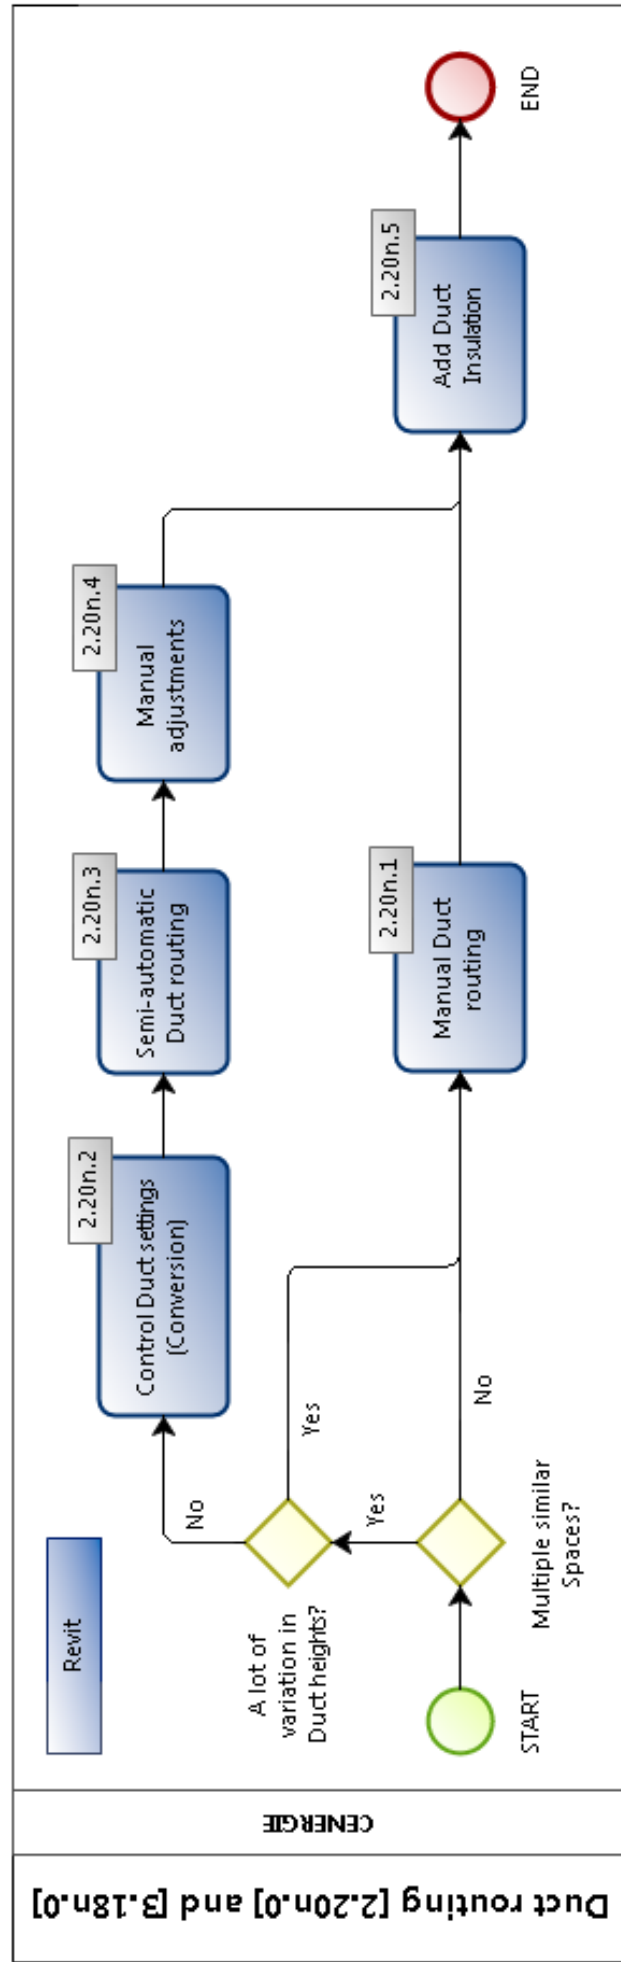 Duct routing [2.20n.0] and [3.18n.0]
CENERGIE
Revit
START
Multiple similar
Spaces?
Yes
No
A lot of
variation in
Duct heights?
No
Yes
2.20n.2
Control Duct settings
(Conversion)
2.20n.3
Semi-automatic
Duct routing
2.20n.4
Manual
adjustments
2.20n.1
Manual Duct
routing
2.20n.5
Add Duct
Insulation
END